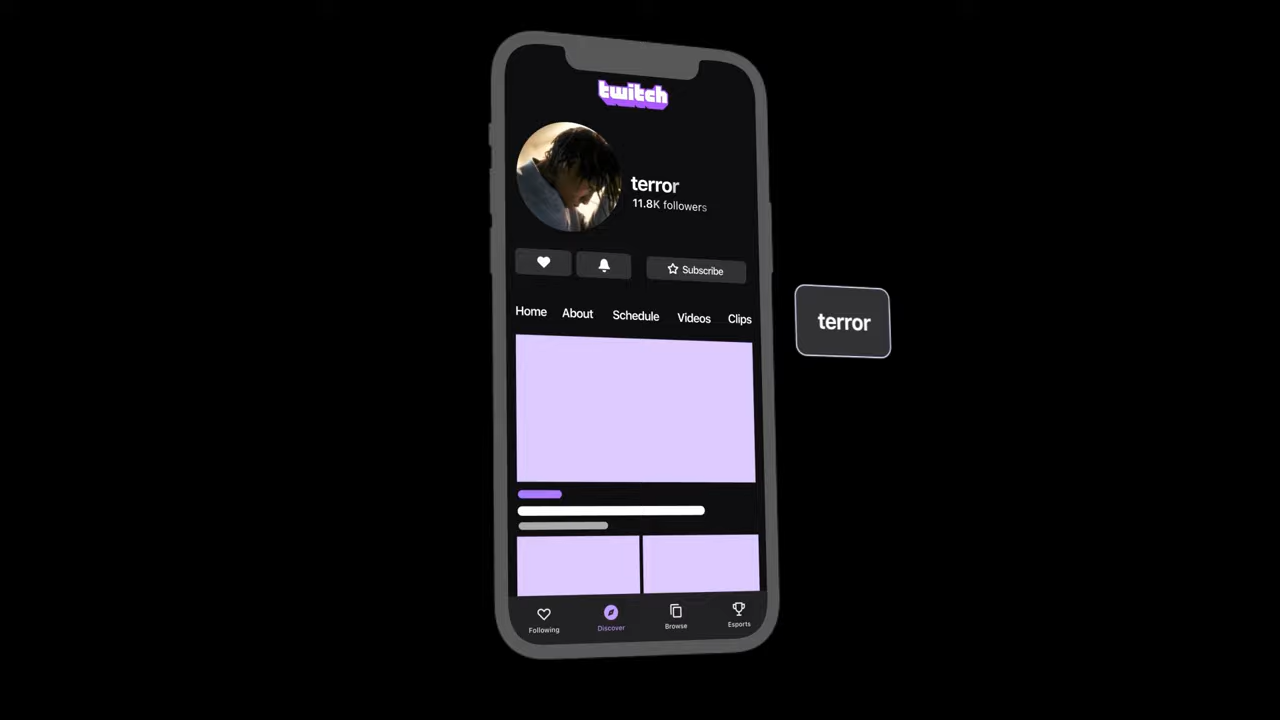 twitch
terror
11.8K followers
Subscribe
Home About Schedule Videos Clips
terror
Following Discover Browse Esports